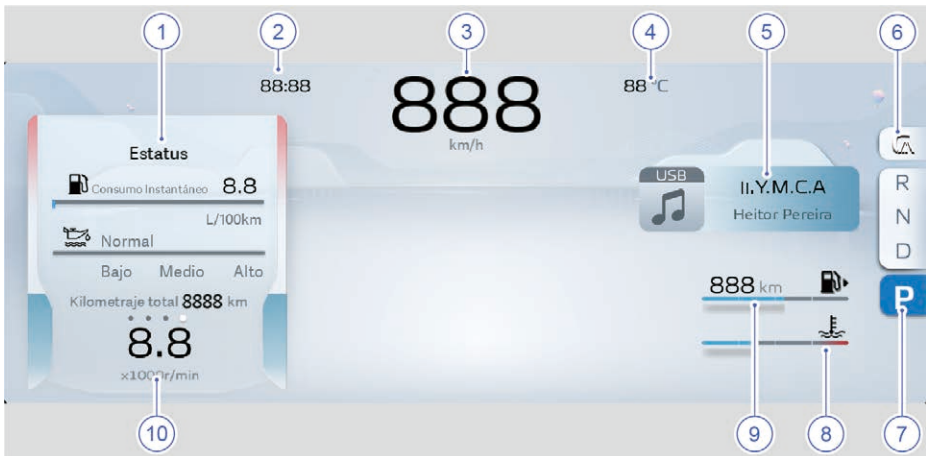 1
2
3
4
5
6
88:88
888
km/h
88 °C
Estatus
Consumo Instantáneo 8.8
L/100km
Normal
Bajo Medio Alto
Kilometraje total 8888 km
8.8
x1000r/min
USB
II.Y.M.C.A
Heitor Pereira
888 km
R
N
D
P
10
9
8
7